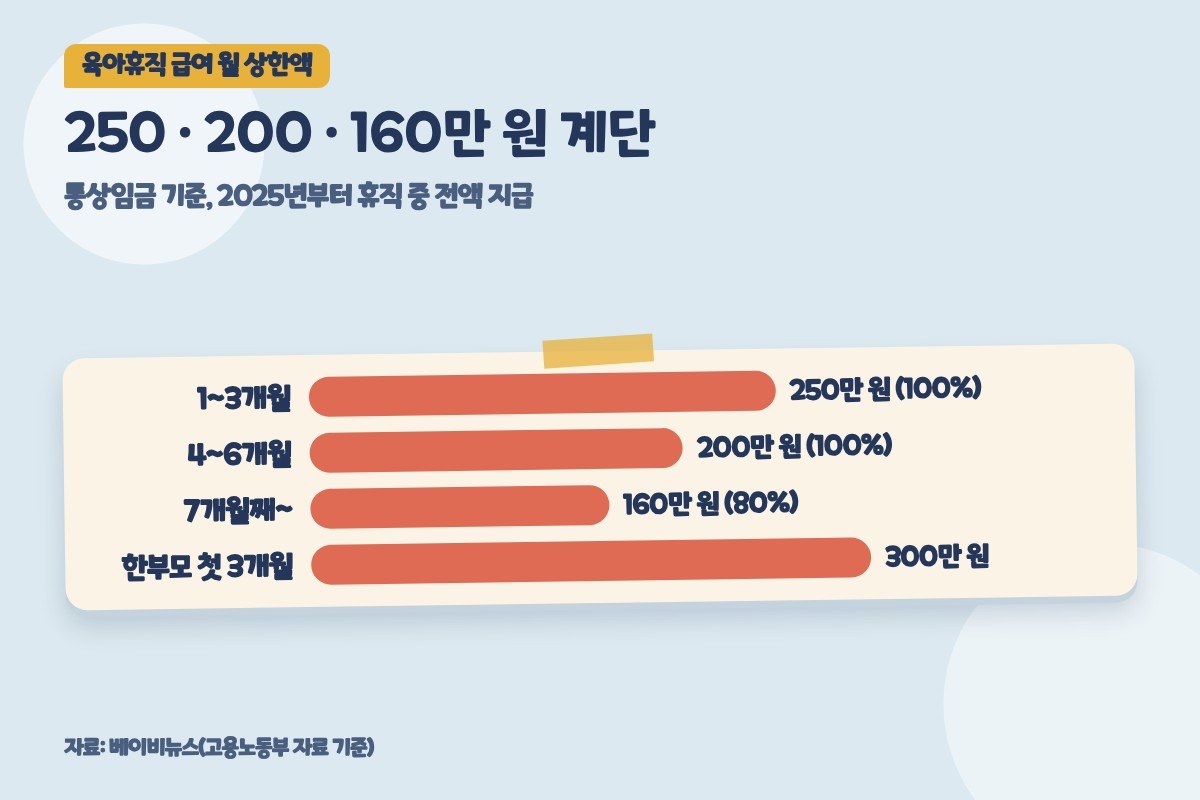 육아휴직 급여 월 상한액
250 · 200 · 160만 원 계단
통상임금 기준, 2025년부터 휴직 중 전액 지급
1~3개월 250만 원 (100%)
4~6개월 200만 원 (100%)
7개월째~ 160만 원 (80%)
한부모 첫 3개월 300만 원
자료: 베이비뉴스(고용노동부 자료 기준)